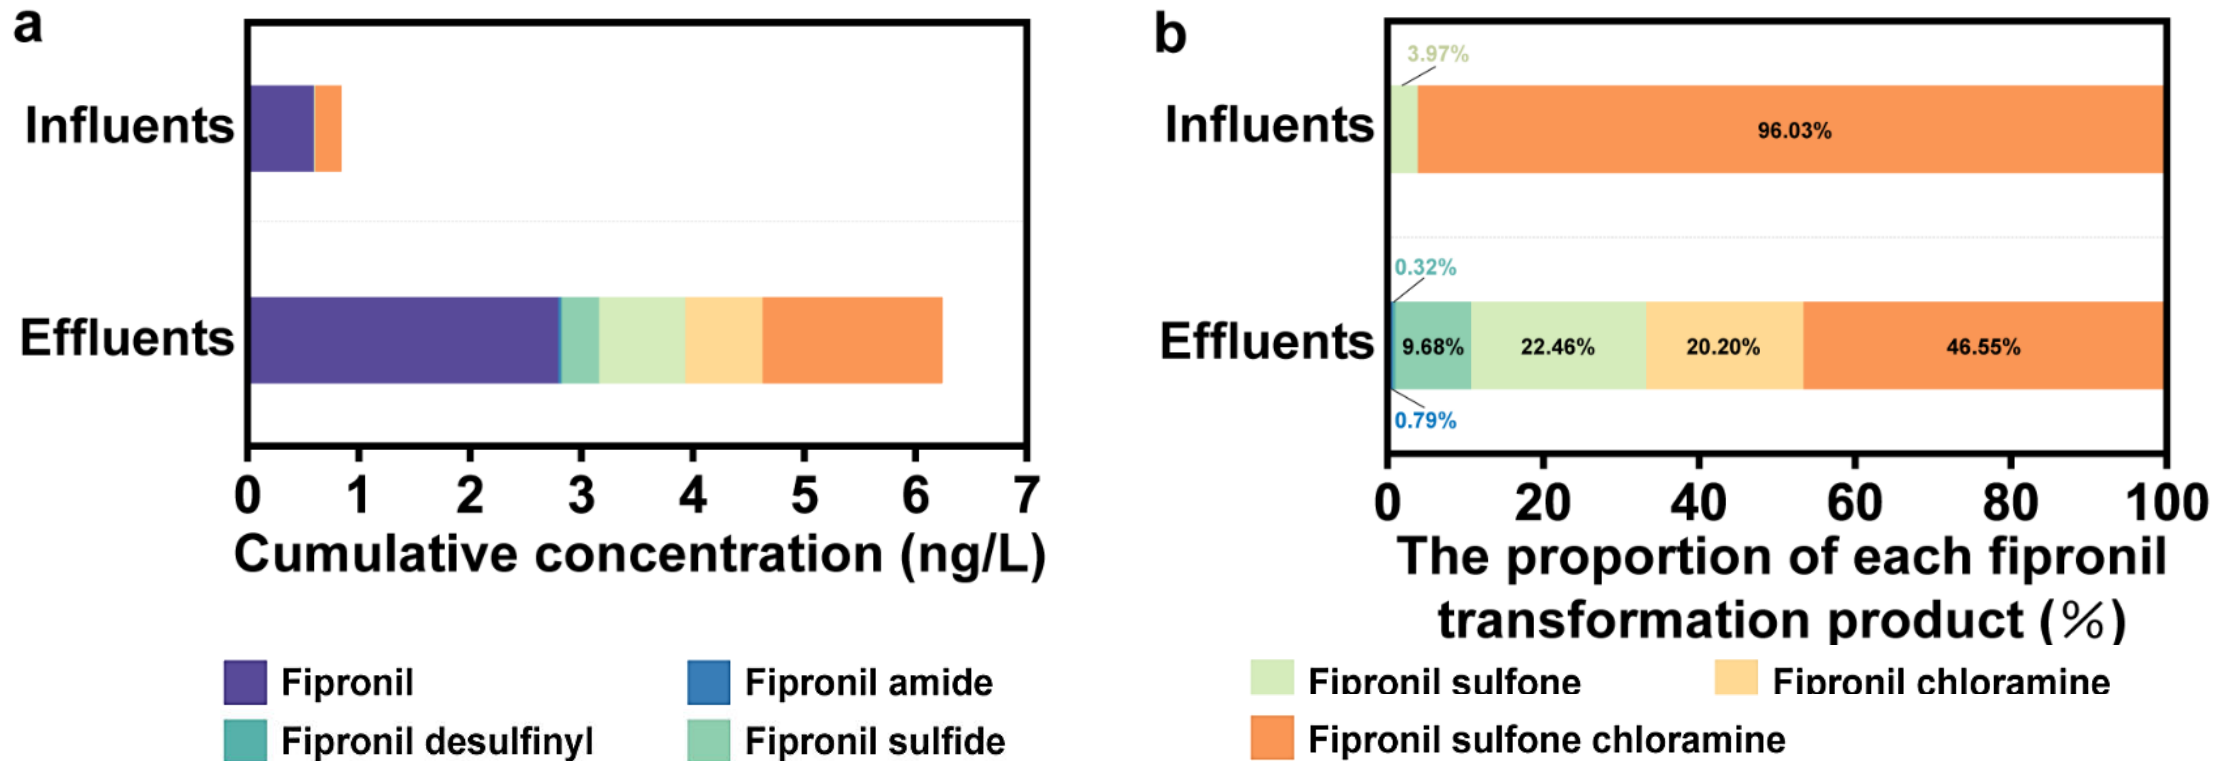 a
Influents
Effluents
0 1 2 3 4 5 6 7
Cumulative concentration (ng/L)
b
3.97%
Influents
96.03%
0.32%
Effluents
9.68% 22.46% 20.20% 46.55%
0.79%
0 20 40 60 80 100
The proportion of each fipronil
transformation product (%)
Fipronil
Fipronil amide
Fipronil desulfinyl
Fipronil sulfide
Fipronil sulfone
Fipronil chloramine
Fipronil sulfone chloramine